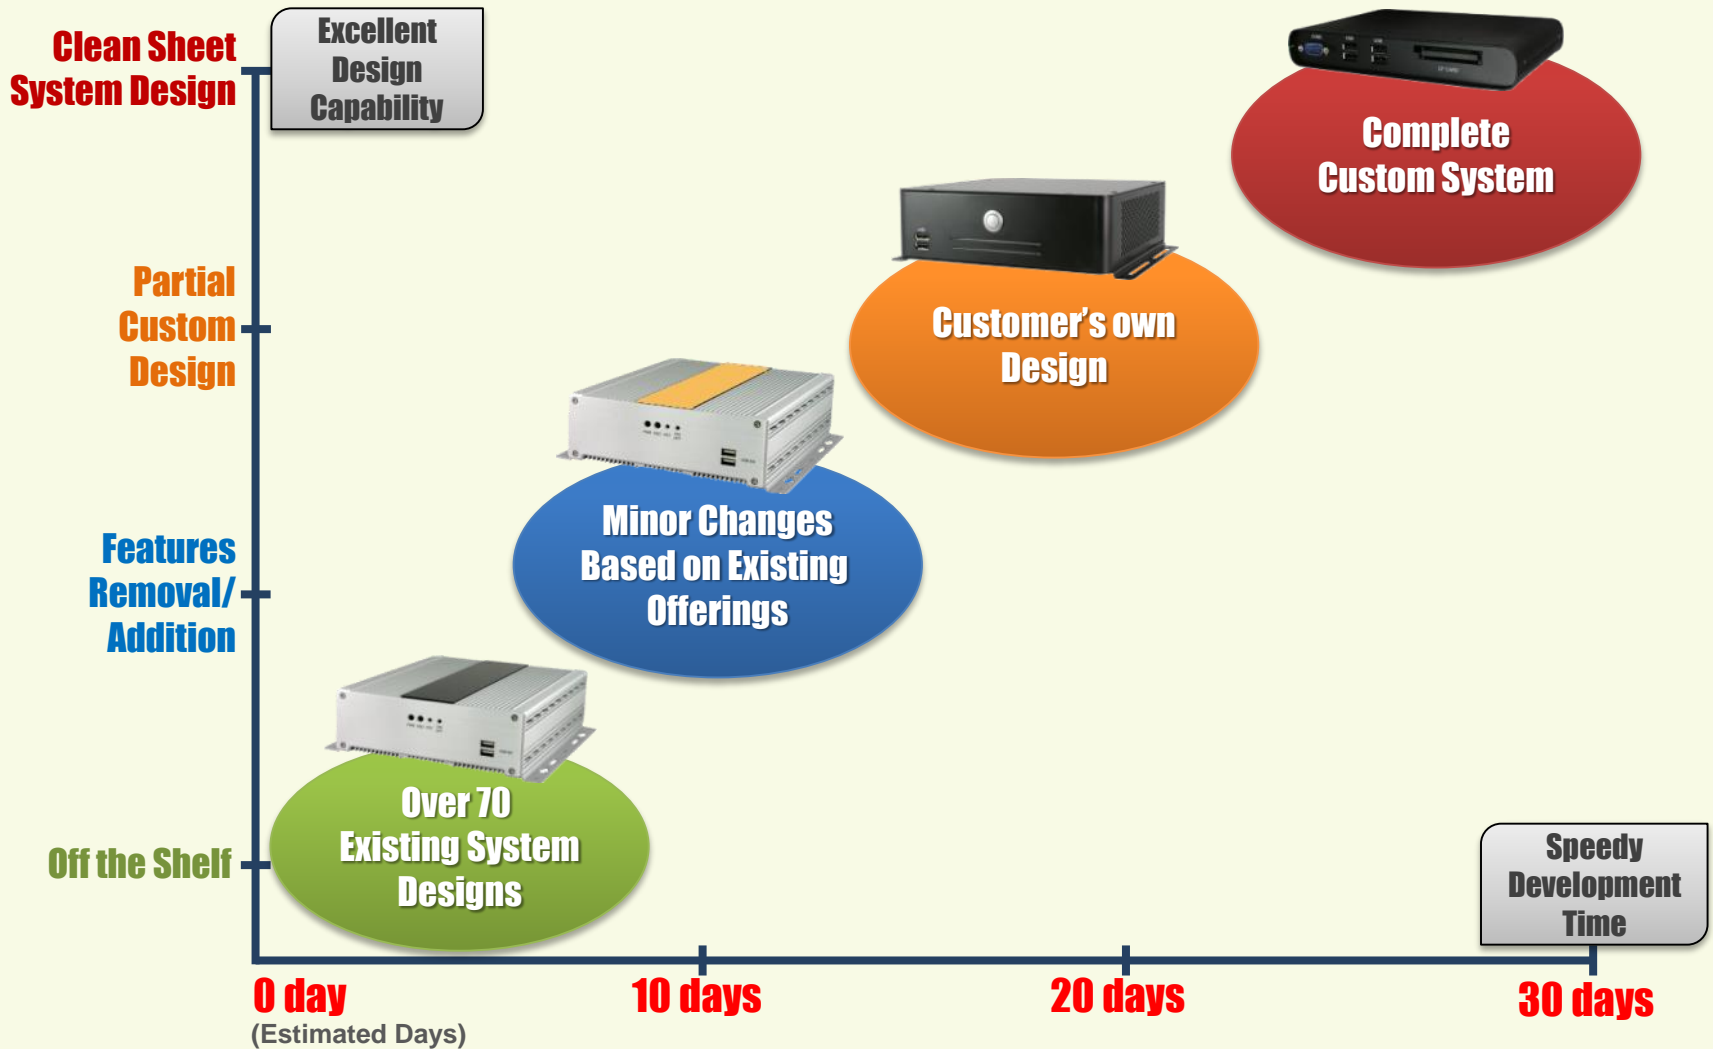 Clean Sheet
System Design
Excellent
Design
Capability
Complete
Custom System
Partial
Custom
Design
Customer’s own
Design
Features
Removal/
Addition
Minor Changes
Based on Existing
Offerings
Off the Shelf
Over 70
Existing System
Designs
Speedy
Development
Time
0 day
10 days
20 days
30 days
(Estimated Days)